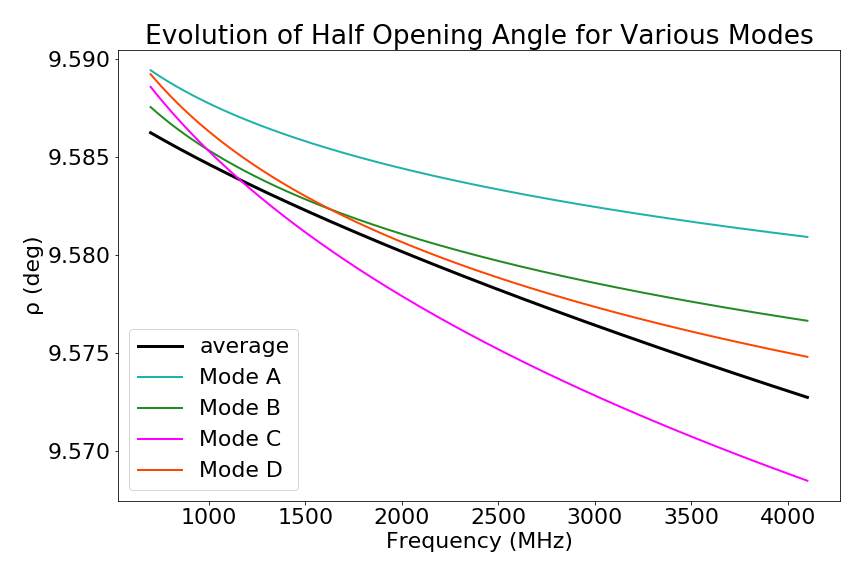 Evolution of Half Opening Angle for Various Modes
9.590
9.585
9.580
9.575
9.570
ρ (deg)
average
Mode A
Mode B
Mode C
Mode D
1000 1500 2000 2500 3000 3500 4000
Frequency (MHz)